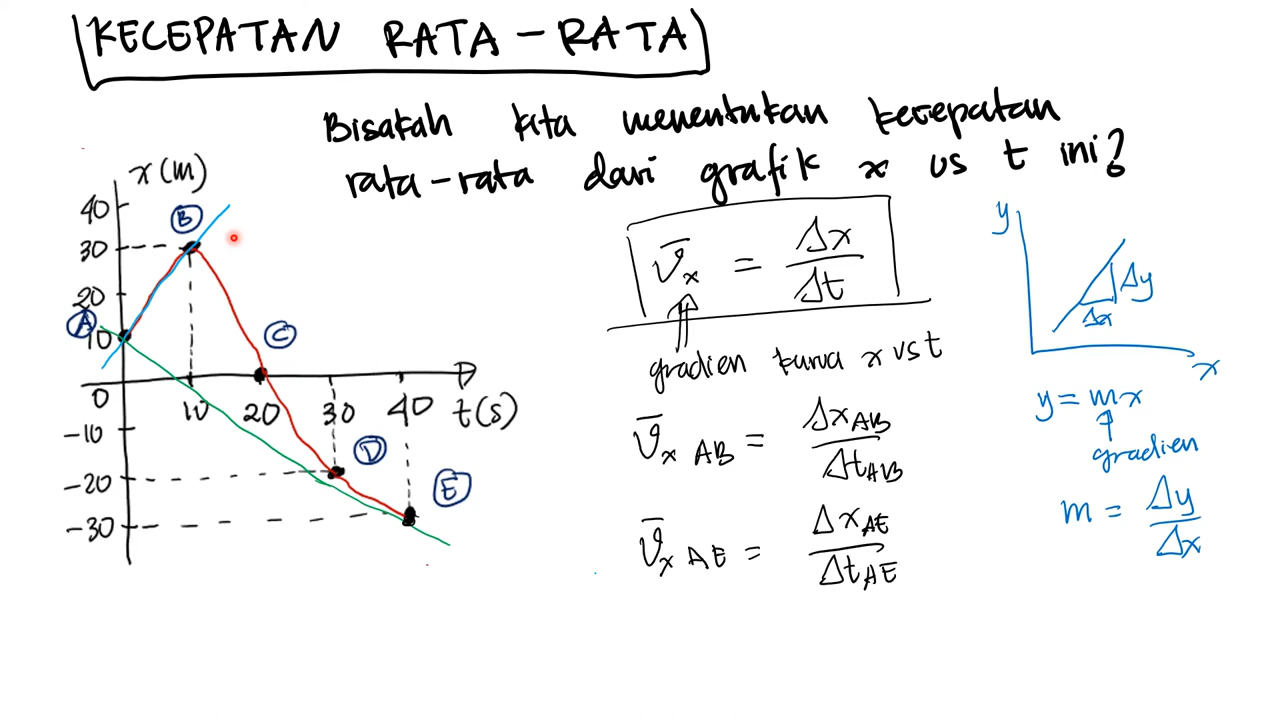 KECEPATAN RATA-RATA
Bisakah kita menentukan kecepatan
rata-rata dari grafik x vs t ini?
x (m)
40
30
20
10
0
-10
-20
-30
10 20 30 40 t(s)
A
B
C
D
E
v̄x = Δx/Δt
gradien kurva x vs t
v̄x AB = ΔxAB/ΔtAB
v̄x AE = ΔxAE/ΔtAE
y
Δy
Δx
x
y = mx
gradien
m = Δy/Δx